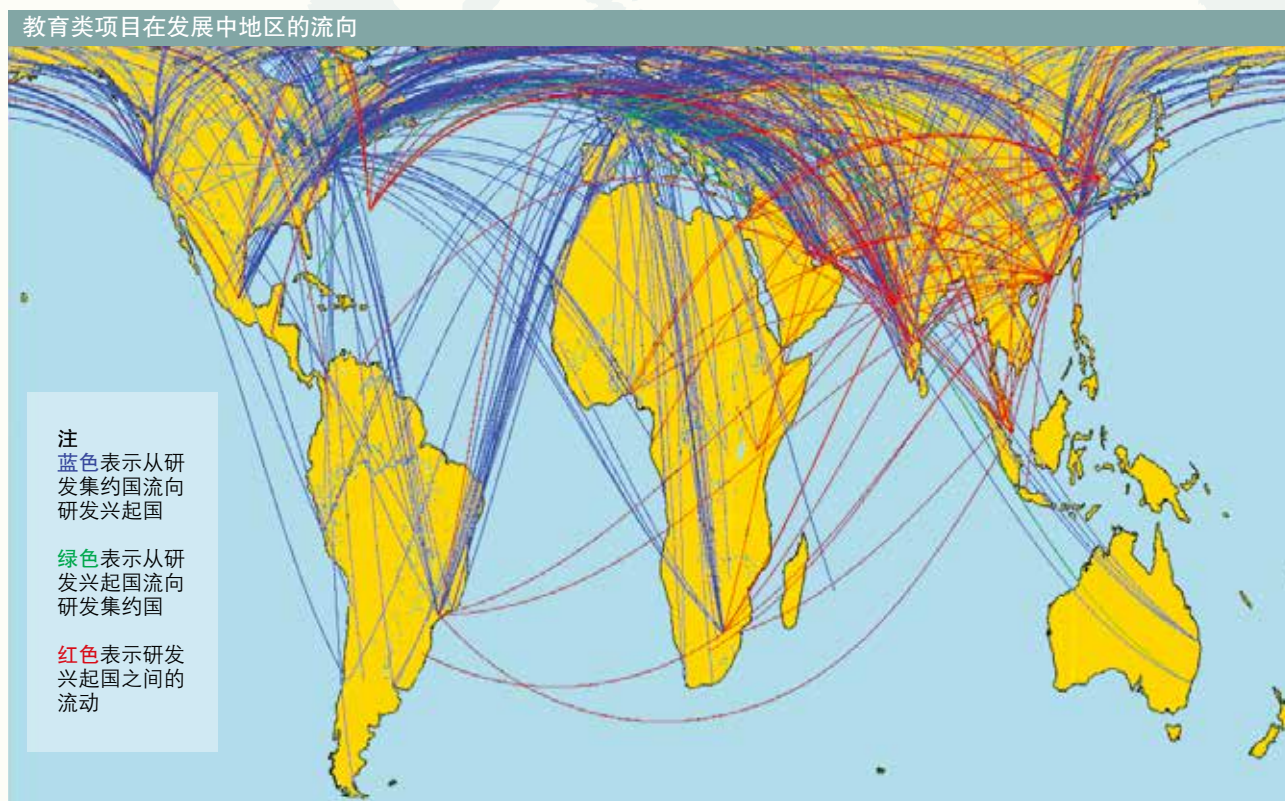 教育类项目在发展中地区的流向
注
蓝色表示从研
发集约国流向
研发兴起国
绿色表示从研
发兴起国流向
研发集约国
红色表示研发
兴起国之间的
流动